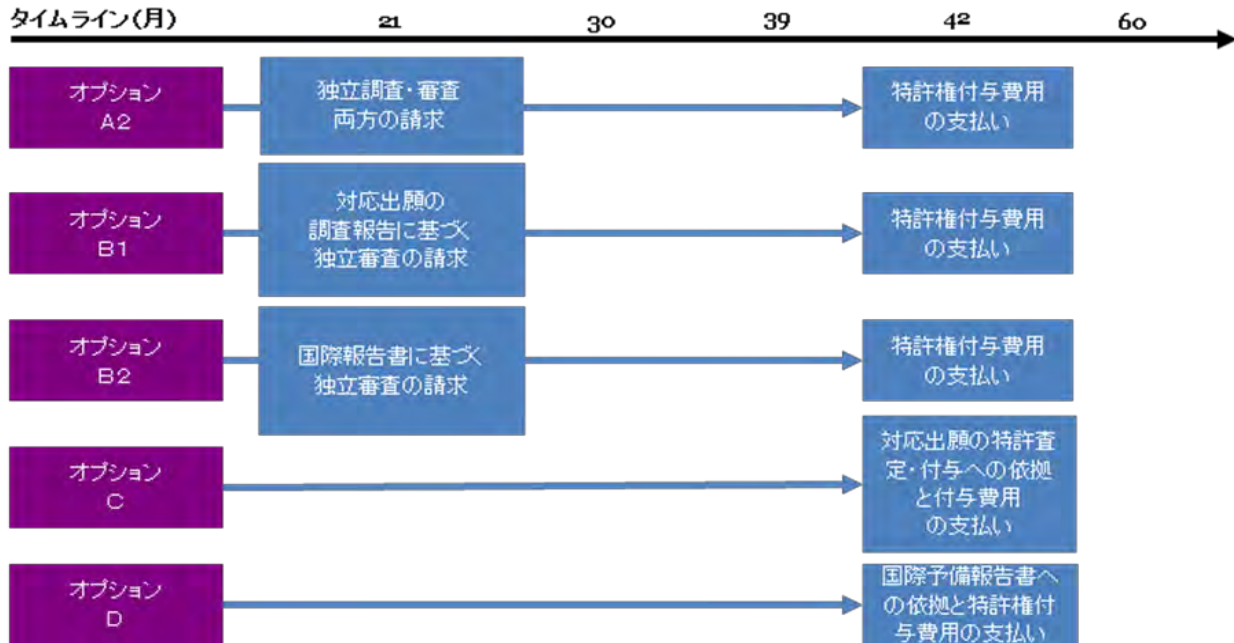 タイムライン(月) 21 30 39 42 60
オプション
A2
独立調査・審査
両方の請求
特許権付与費用
の支払い
オプション
B1
対応出願の
調査報告に基づく
独立審査の請求
特許権付与費用
の支払い
オプション
B2
国際報告書に基づく
独立審査の請求
特許権付与費用
の支払い
オプション
C
対応出願の特許査
定・付与への依拠
と付与費用
の支払い
オプション
D
国際予備報告書へ
の依拠と特許権付
与費用の支払い